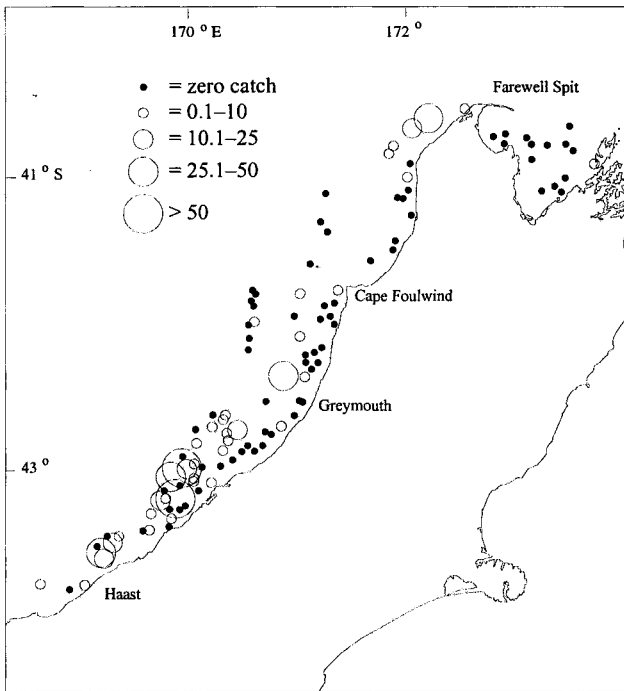 170 ° E
172 °
Farewell Spit
= zero catch
= 0.1–10
= 10.1–25
= 25.1–50
> 50
41 ° S
Cape Foulwind
Greymouth
43 °
Haast